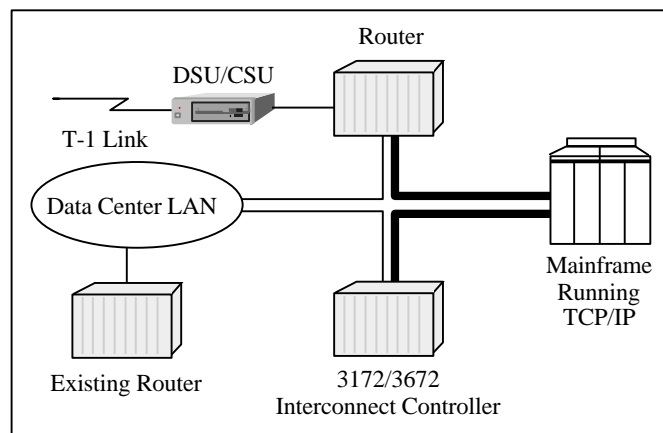 Router
DSU/CSU
T-1 Link
Data Center LAN
Mainframe
Running
TCP/IP
Existing Router
3172/3672
Interconnect Controller